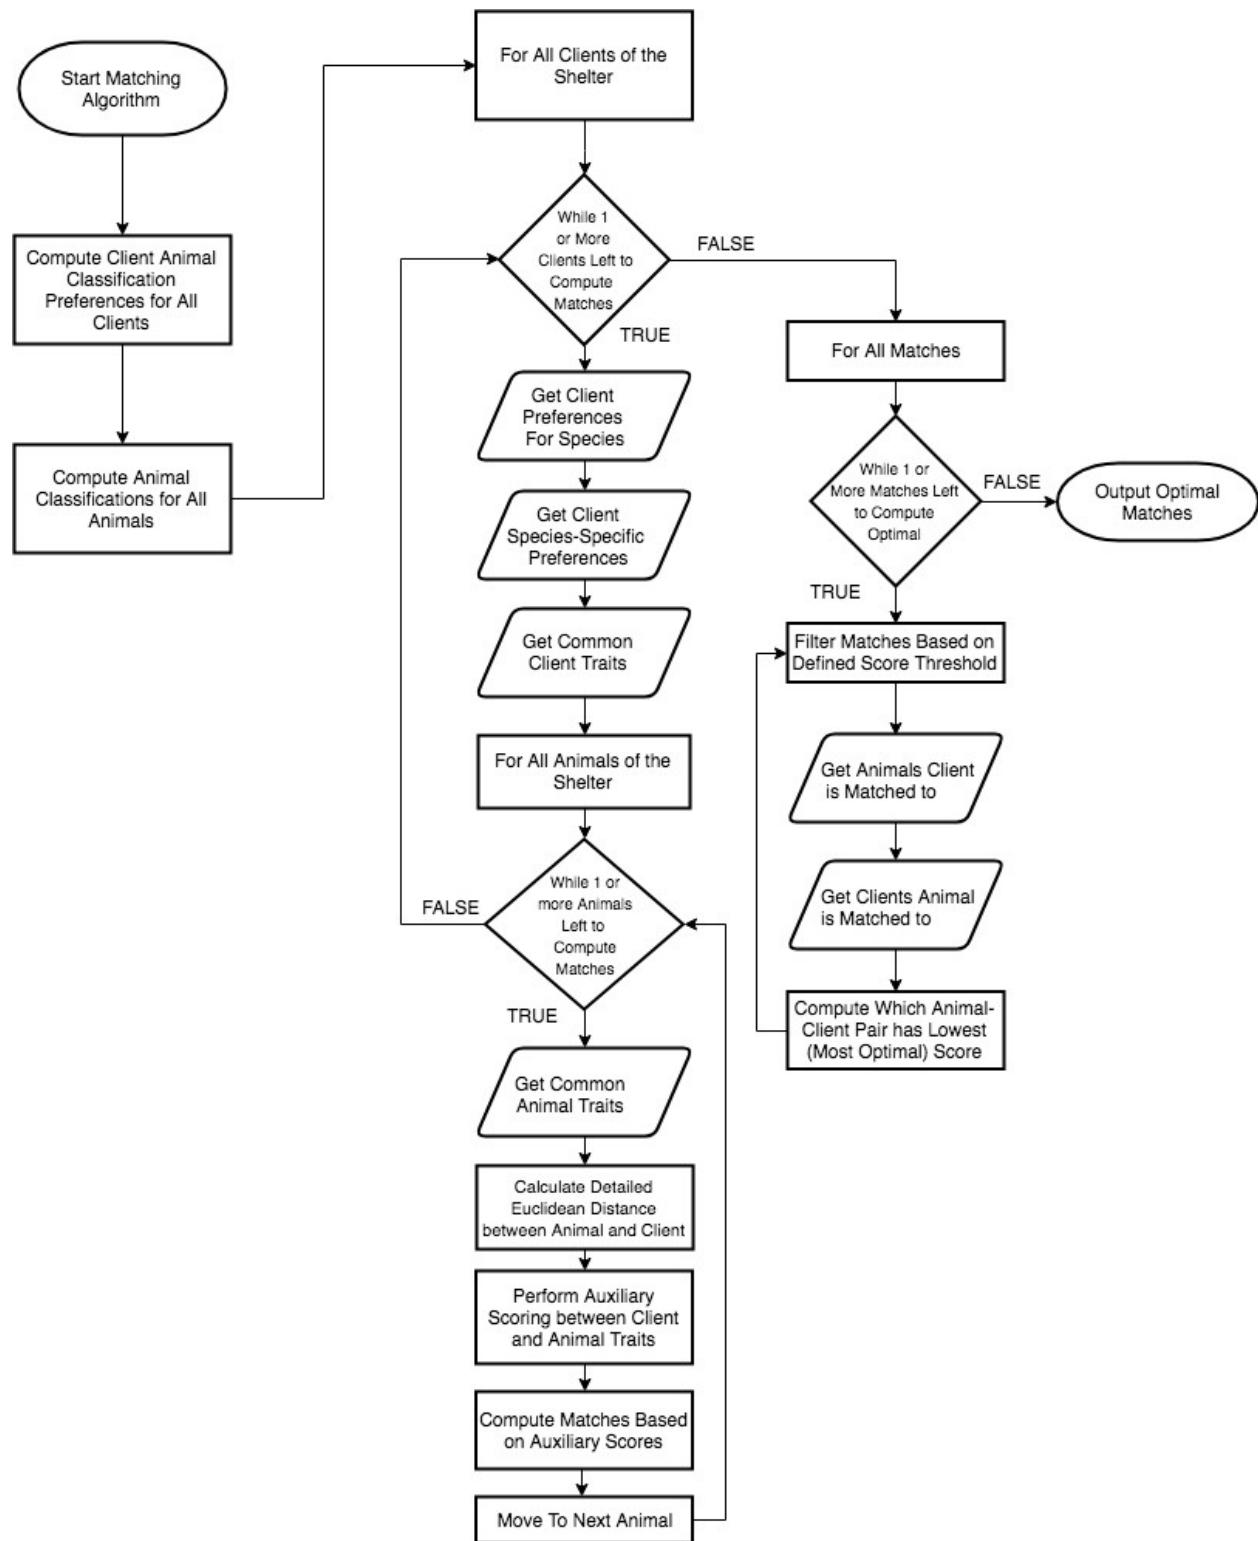 Start Matching
Algorithm
Compute Client Animal
Classification
Preferences for All
Clients
Compute Animal
Classifications for All
Animals
For All Clients of the
Shelter
While 1
or More
Clients Left to
Compute
Matches
FALSE
TRUE
Get Client
Preferences
For Species
Get Client
Species-Specific
Preferences
Get Common
Client Traits
For All Animals of the
Shelter
While 1 or
more Animals
Left to
Compute
Matches
FALSE
TRUE
Get Common
Animal Traits
Calculate Detailed
Euclidean Distance
between Animal and Client
Perform Auxiliary
Scoring between Client
and Animal Traits
Compute Matches Based
on Auxiliary Scores
Move To Next Animal
For All Matches
While 1 or
More Matches Left
to Compute
Optimal
FALSE
Output Optimal
Matches
TRUE
Filter Matches Based on
Defined Score Threshold
Get Animals Client
is Matched to
Get Clients Animal
is Matched to
Compute Which Animal-
Client Pair has Lowest
(Most Optimal) Score